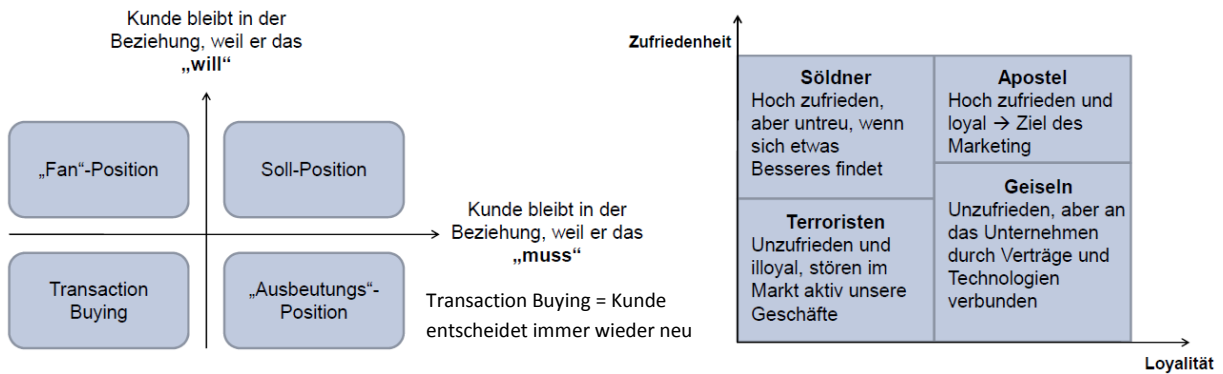 Kunde bleibt in der
Beziehung, weil er das
„will“
„Fan“-Position
Soll-Position
Kunde bleibt in der
Beziehung, weil er das
„muss“
Transaction
Buying
„Ausbeutungs“-
Position
Transaction Buying = Kunde
entscheidet immer wieder neu
Zufriedenheit
Söldner
Hoch zufrieden,
aber untreu, wenn
sich etwas
Besseres findet
Apostel
Hoch zufrieden und
loyal → Ziel des
Marketing
Terroristen
Unzufrieden und
illoyal, stören im
Markt aktiv unsere
Geschäfte
Geiseln
Unzufrieden, aber an
das Unternehmen
durch Verträge und
Technologien
verbunden
Loyalität